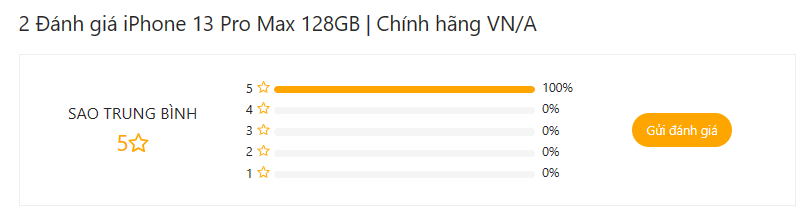 2 Đánh giá iPhone 13 Pro Max 128GB | Chính hãng VN/A
SAO TRUNG BÌNH
5
5 100%
4 0%
3 0%
2 0%
1 0%
Gửi đánh giá